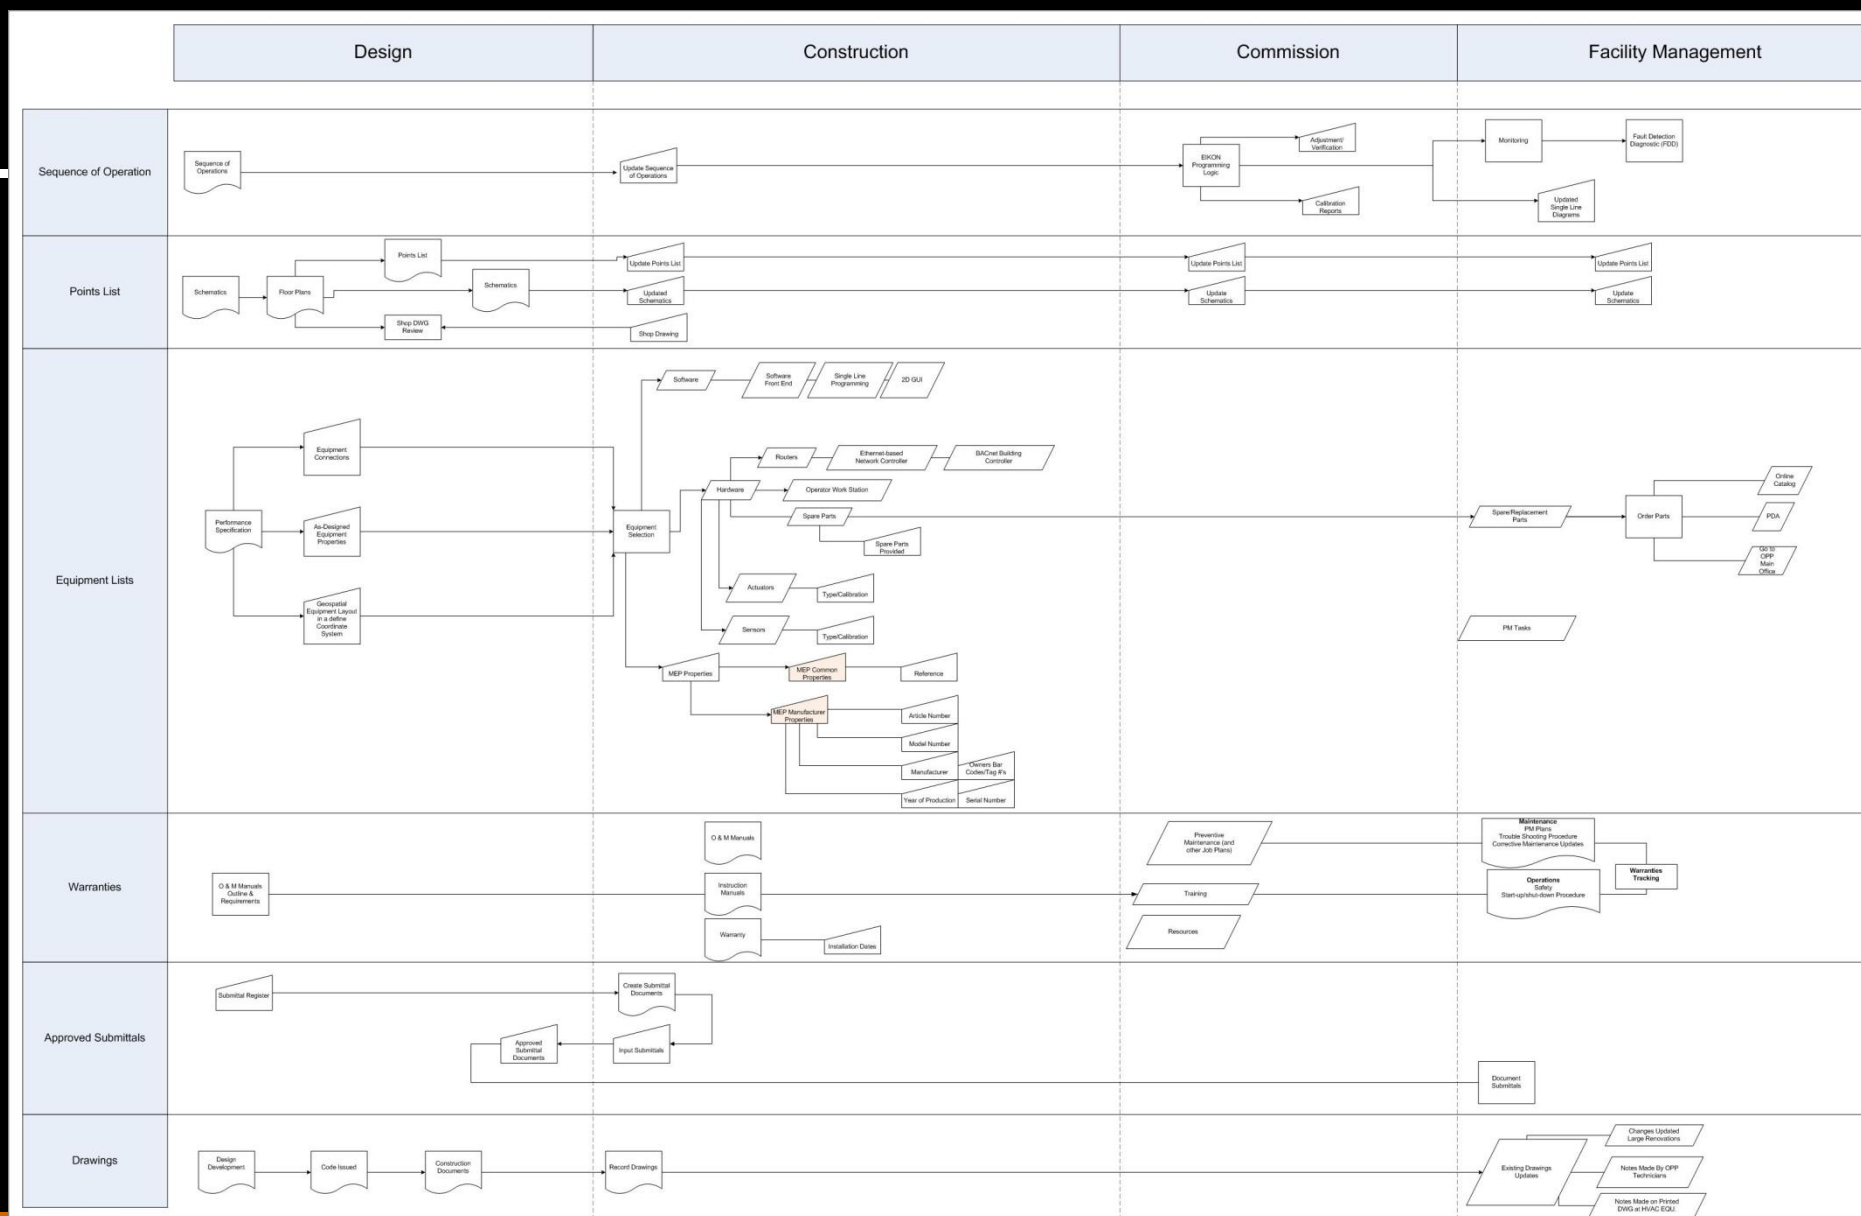 Design
Construction
Commission
Facility Management
Sequence of Operation
Sequence of
Operations
Update Sequence
of Operations
EIKON
Programming
Logic
Adjustment/
Verification
Calibration
Reports
Monitoring
Fault Detection
Diagnostic (FDD)
Updated
Single Line
Diagrams
Points List
Schematics
Floor Plans
Points List
Schematics
Shop DWG
Review
Update Points List
Updated
Schematics
Shop Drawing
Update Points List
Update
Schematics
Update Points List
Update
Schematics
Equipment Lists
Performance
Specification
Equipment
Connections
As-Designed
Equipment
Properties
Geospatial
Equipment Layout
in a define
Coordinate
System
Equipment
Selection
Software
Software
Front End
Single Line
Programming
2D GUI
Hardware
Routers
Ethernet-based
Network Controller
BACnet Building
Controller
Operator Work Station
Spare Parts
Spare Parts
Provided
Actuators
Type/Calibration
Sensors
Type/Calibration
MEP Properties
MEP Common
Properties
Reference
MEP Manufacturer
Properties
Article Number
Model Number
Manufacturer
Owners Bar
Codes/Tag #'s
Year of Production
Serial Number
Spare/Replacement
Parts
Order Parts
Online
Catalog
PDA
Go to
OPP
Main
Office
PM Tasks
Warranties
O & M Manuals
Outline &
Requirements
O & M Manuals
Instruction
Manuals
Warranty
Installation Dates
Preventive
Maintenance (and
other Job Plans)
Training
Resources
Maintenance
PM Plans
Trouble Shooting Procedure
Corrective Maintenance Updates
Operations
Safety
Start-up/shut-down Procedure
Warranties
Tracking
Approved Submittals
Submittal Register
Create Submittal
Documents
Approved
Submittal
Documents
Input Submittals
Document
Submittals
Drawings
Design
Development
Code Issued
Construction
Documents
Record Drawings
Existing Drawings
Updates
Changes Updated
Large Renovations
Notes Made By OPP
Technicians
Notes Made on Printed
DWG at HVAC EQU.